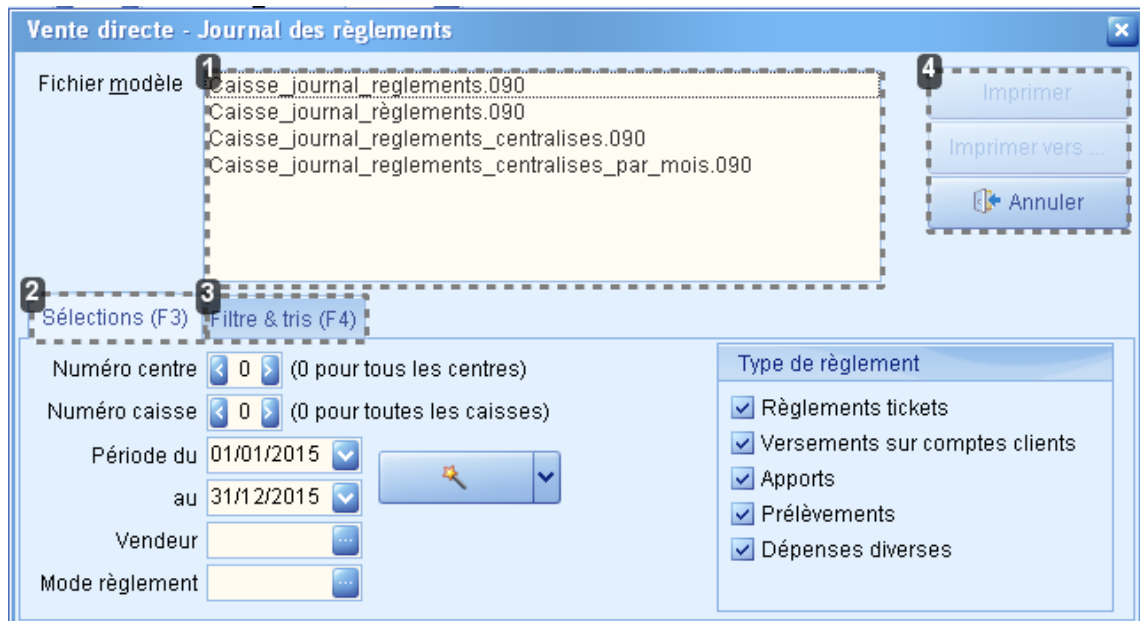 Vente directe - Journal des règlements
Fichier modèle
1
Caisse_journal_reglements.090
Caisse_journal_règlements.090
Caisse_journal_reglements_centralises.090
Caisse_journal_reglements_centralises_par_mois.090
4
Imprimer
Imprimer vers ...
Annuler
2
Sélections (F3)
3
Filtre & tris (F4)
Numéro centre 0 (0 pour tous les centres)
Numéro caisse 0 (0 pour toutes les caisses)
Période du 01/01/2015
au 31/12/2015
Vendeur ...
Mode règlement ...
Type de règlement
Règlements tickets
Versements sur comptes clients
Apports
Prélèvements
Dépenses diverses